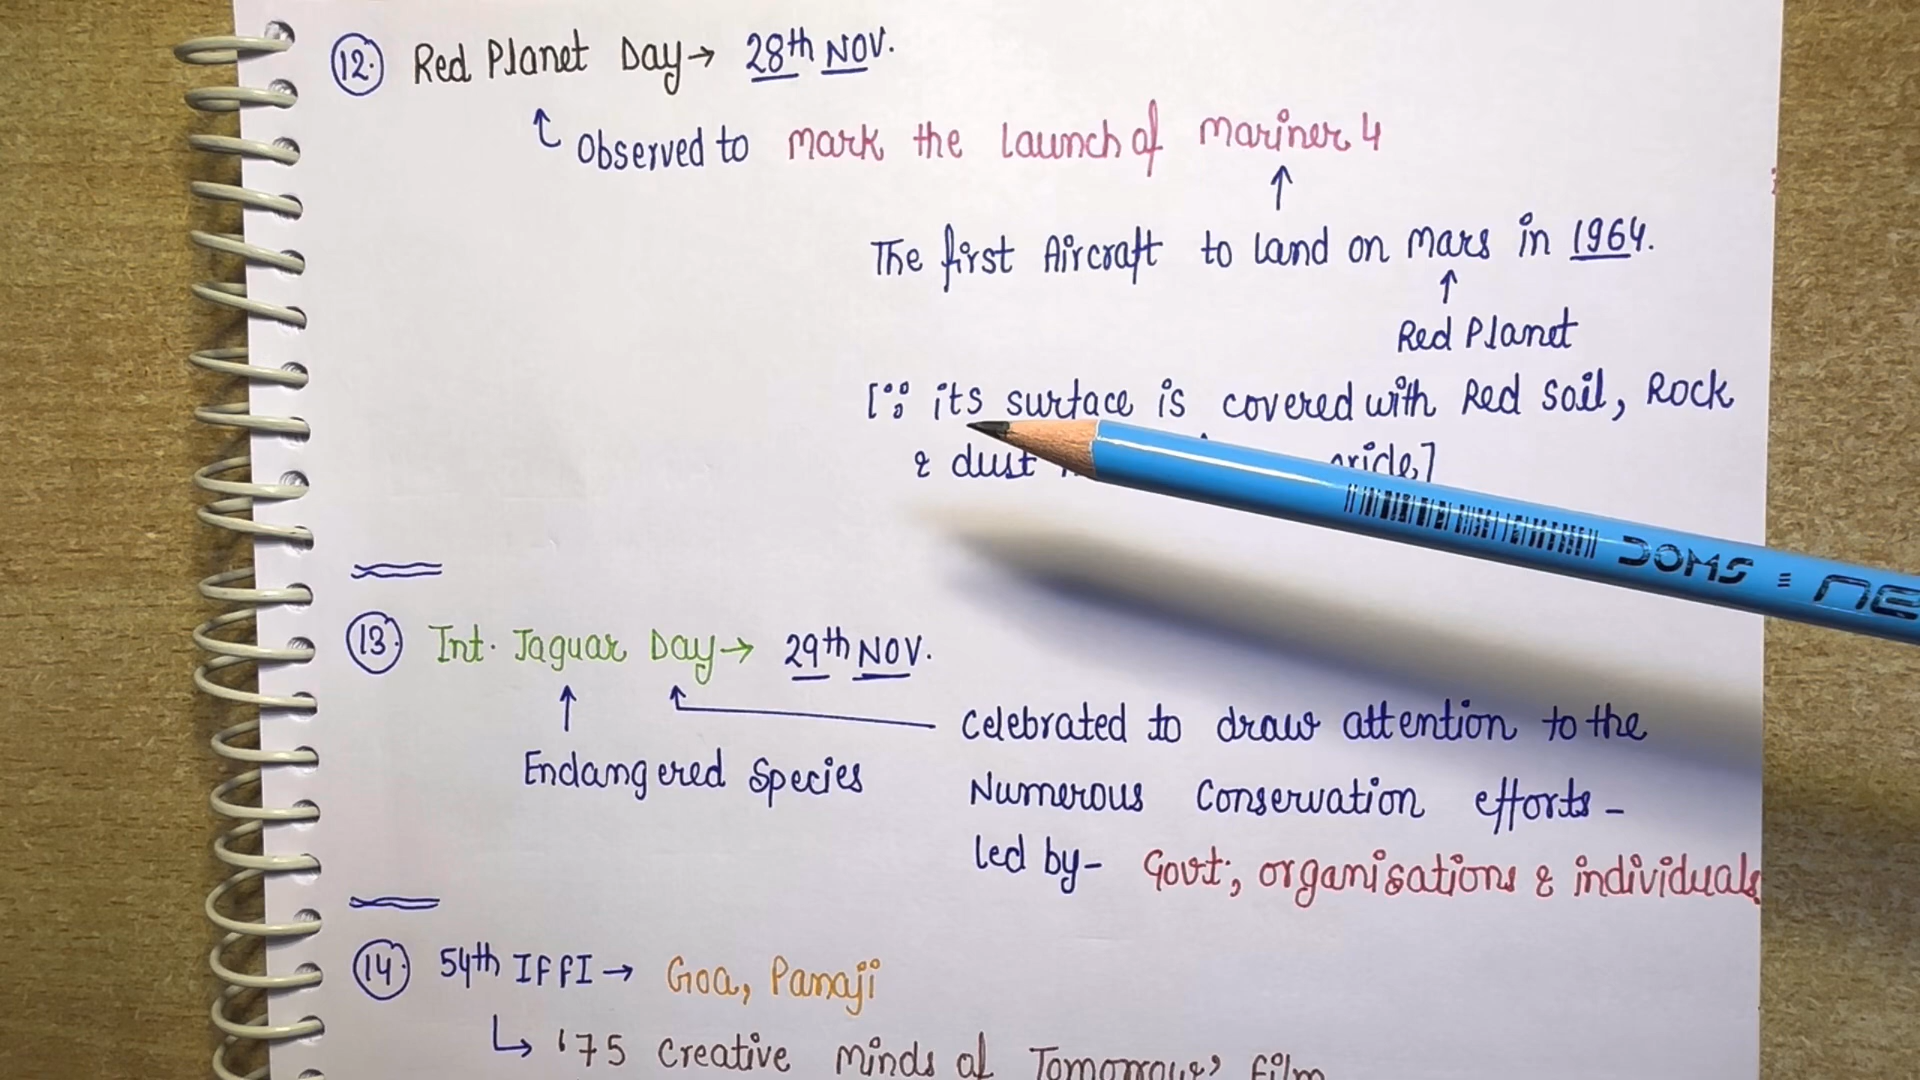 12. Red Planet Day → 28th NOV.
Observed to mark the launch of Mariner 4
The first Aircraft to land on Mars in 1964.
Red Planet
[∵ its surface is covered with Red Soil, Rock
& dust
13. Int. Jaguar Day → 29th NOV.
Endangered Species
Celebrated to draw attention to the
Numerous Conservation efforts -
led by- Govt., organisations & individuals
14. 54th IFFI → Goa, Panaji
'75 Creative Minds of Tomorrow' film
DOMS